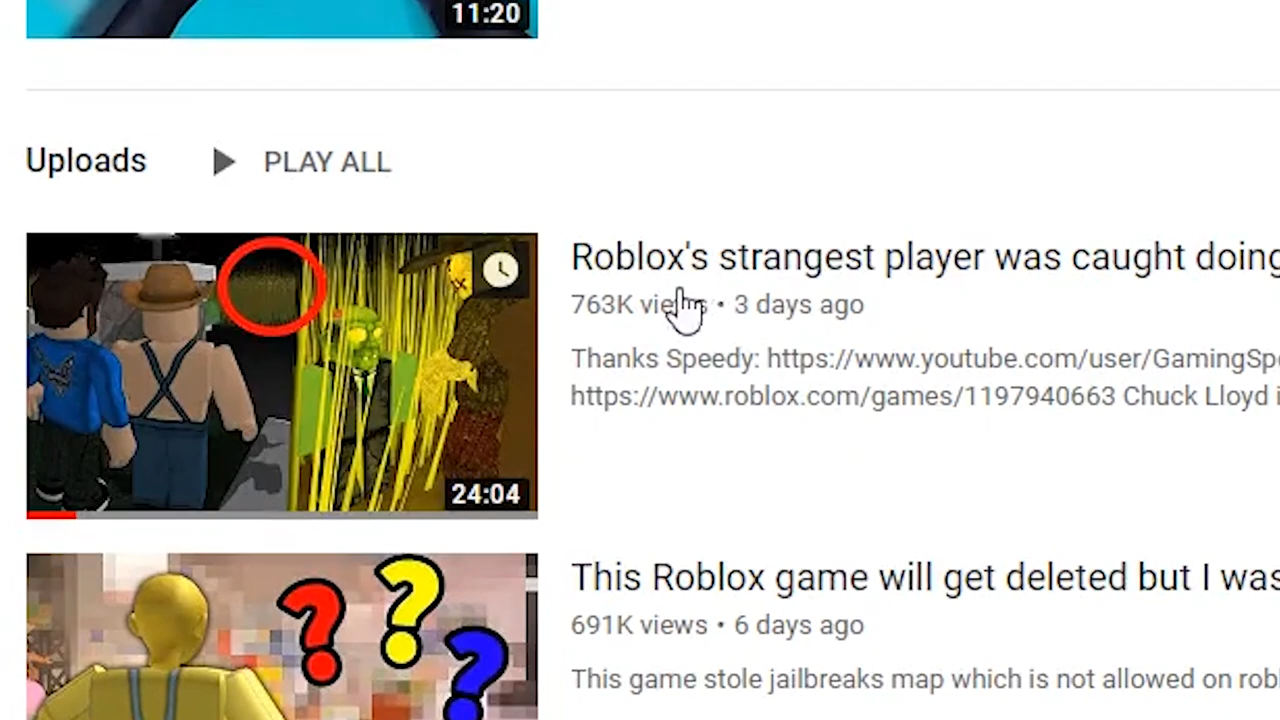 11:20
Uploads
PLAY ALL
24:04
Roblox's strangest player was caught doing
763K views • 3 days ago
Thanks Speedy: https://www.youtube.com/user/GamingSpe
https://www.roblox.com/games/1197940663 Chuck Lloyd i
???
This Roblox game will get deleted but I was
691K views • 6 days ago
This game stole jailbreaks map which is not allowed on rob